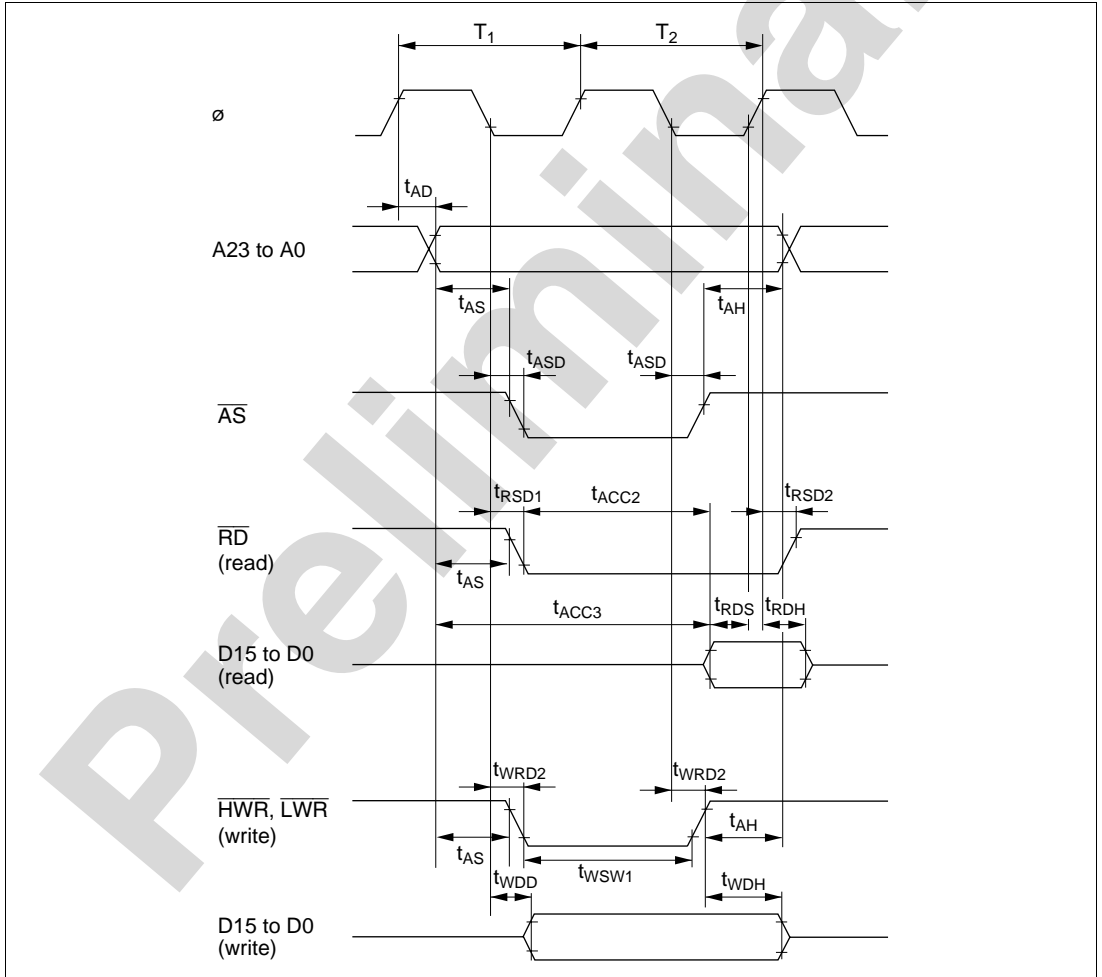 T1 T2
ø
tAD
A23 to A0
tAS tAH
tASD tASD
AS
tRSD1 tACC2 tRSD2
RD
(read)
tAS
tACC3 tRDS tRDH
D15 to D0
(read)
tWRD2 tWRD2
HWR, LWR
(write)
tAH
tAS
tWSW1
tWDD tWDH
D15 to D0
(write)
Prelimina